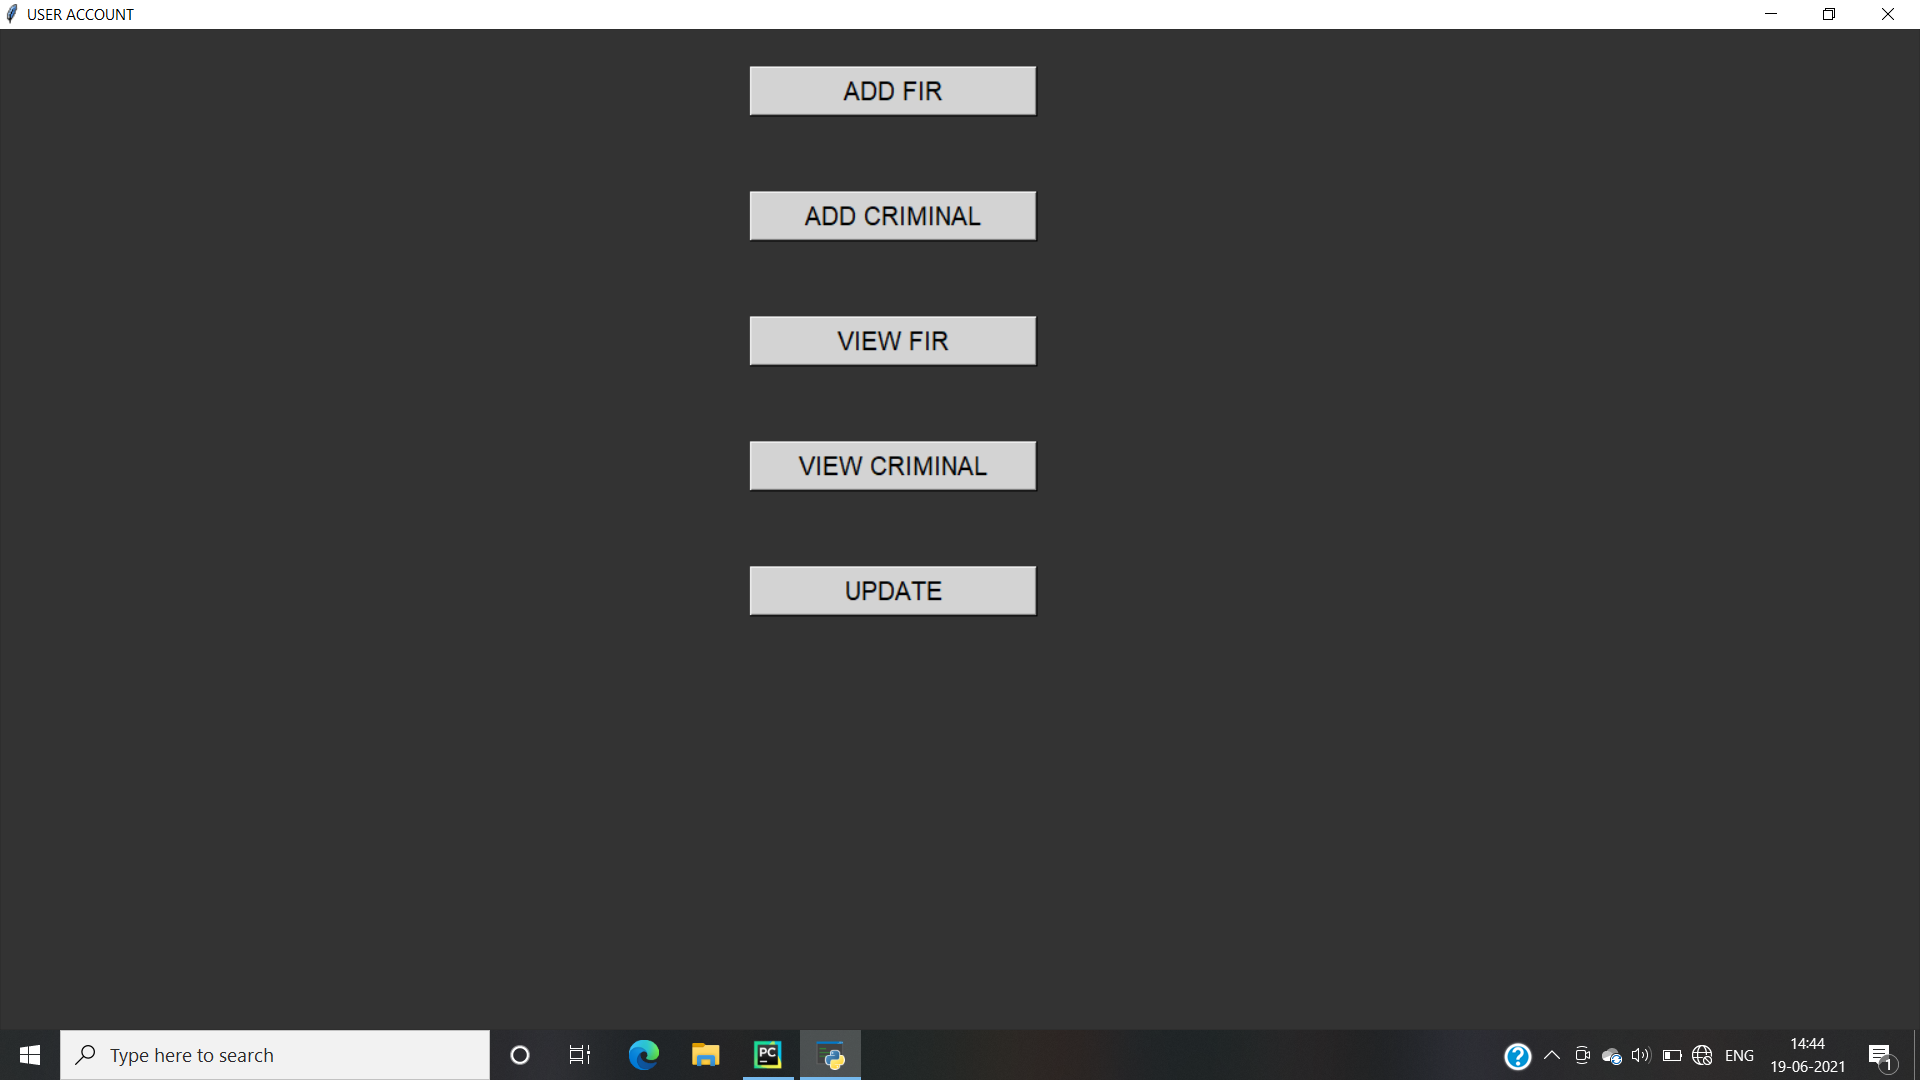 USER ACCOUNT
ADD FIR
ADD CRIMINAL
VIEW FIR
VIEW CRIMINAL
UPDATE
Type here to search
PC
ENG
14:44
19-06-2021
1